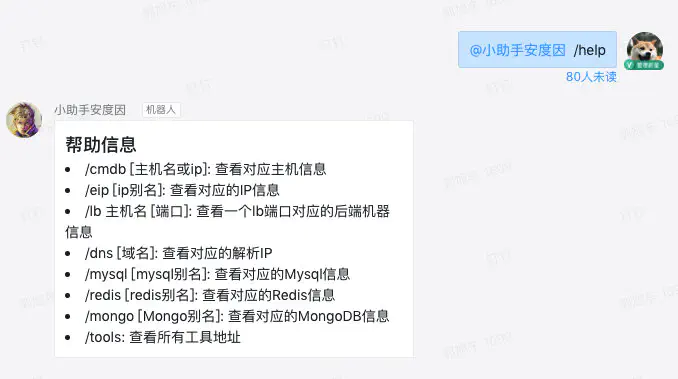 @小助手安度因 /help
80人未读
小助手安度因 机器人
帮助信息
• /cmdb [主机名或ip]: 查看对应主机信息
• /eip [ip别名]: 查看对应的IP信息
• /lb 主机名 [端口]: 查看一个lb端口对应的后端机器
信息
• /dns [域名]: 查看对应的解析IP
• /mysql [mysql别名]: 查看对应的Mysql信息
• /redis [redis别名]: 查看对应的Redis信息
• /mongo [Mongo别名]: 查看对应的MongoDB信息
• /tools: 查看所有工具地址